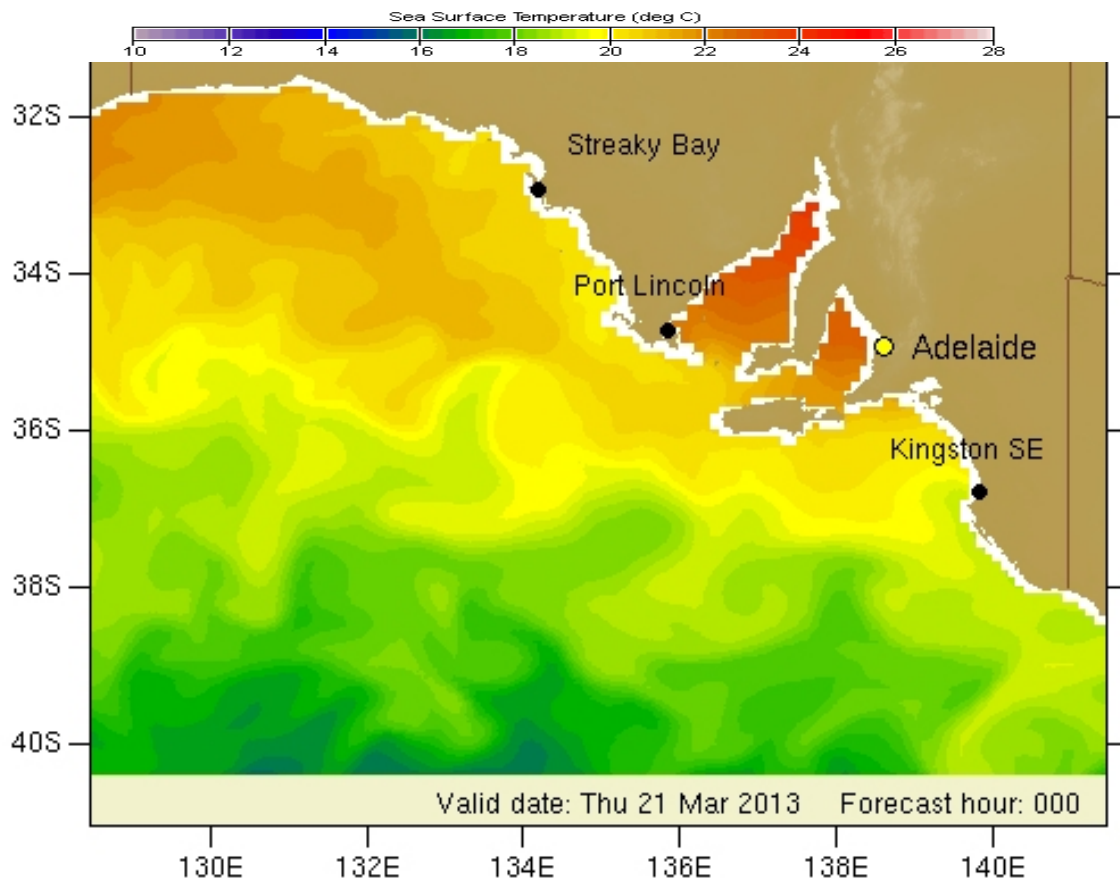 Sea Surface Temperature (deg C)
10 12 14 16 18 20 22 24 26 28
32S
Streaky Bay
34S
Port Lincoln
Adelaide
36S
Kingston SE
38S
40S
Valid date: Thu 21 Mar 2013 Forecast hour: 000
130E 132E 134E 136E 138E 140E